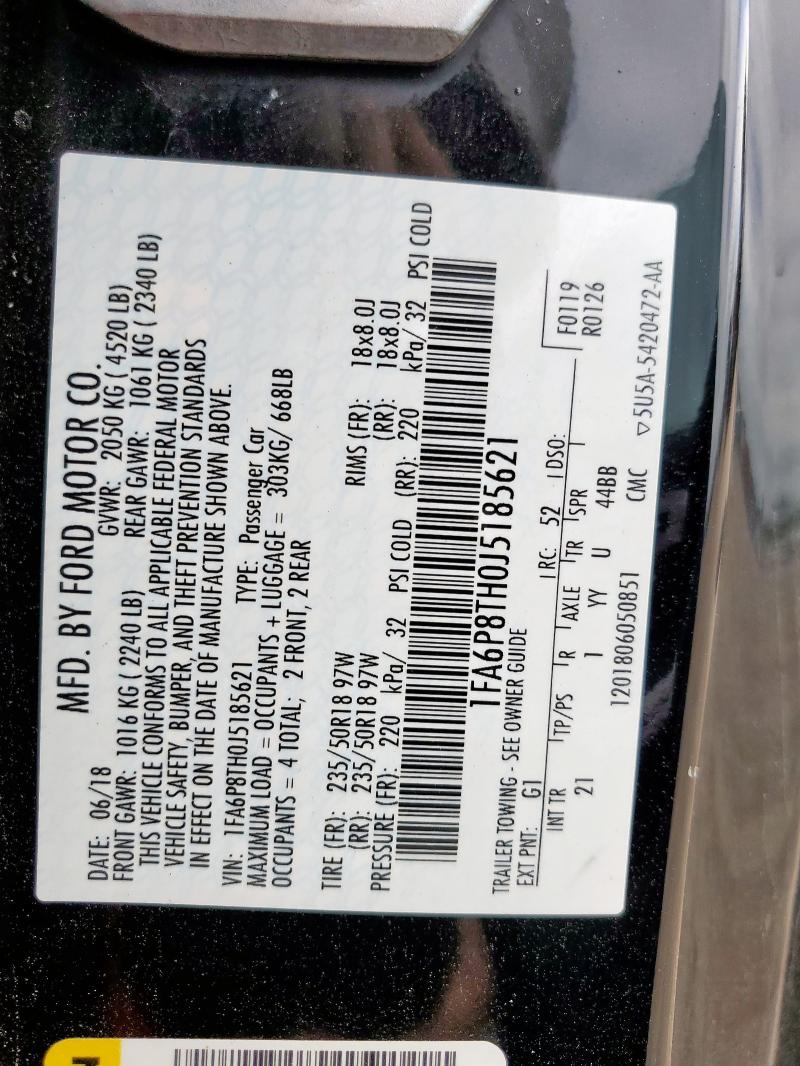 MFD. BY FORD MOTOR CO.
DATE: 06/18 GVWR: 2050 KG ( 4520 LB)
FRONT GAWR: 1016 KG ( 2240 LB) REAR GAWR: 1061 KG ( 2340 LB)
THIS VEHICLE CONFORMS TO ALL APPLICABLE FEDERAL MOTOR
VEHICLE SAFETY, BUMPER, AND THEFT PREVENTION STANDARDS
IN EFFECT ON THE DATE OF MANUFACTURE SHOWN ABOVE.
VIN: 1FA6P8TH0J5185621 TYPE: Passenger Car
MAXIMUM LOAD = OCCUPANTS + LUGGAGE = 303KG/ 668LB
OCCUPANTS = 4 TOTAL; 2 FRONT, 2 REAR
TIRE (FR): 235/50R18 97W RIMS (FR): 18x8.0J
(RR): 235/50R18 97W (RR): 18x8.0J
PRESSURE (FR): 220 kPa/ 32 PSI COLD (RR): 220 kPa/ 32 PSI COLD
1FA6P8TH0J5185621
TRAILER TOWING - SEE OWNER GUIDE
EXT PNT: G1 RC: 52 DSO:
INT TR TP/PS R AXLE TR SPR F0119
21 1 YY U 44BB R0126
1201806050851 CMC ▽5U5A-5420472-AA